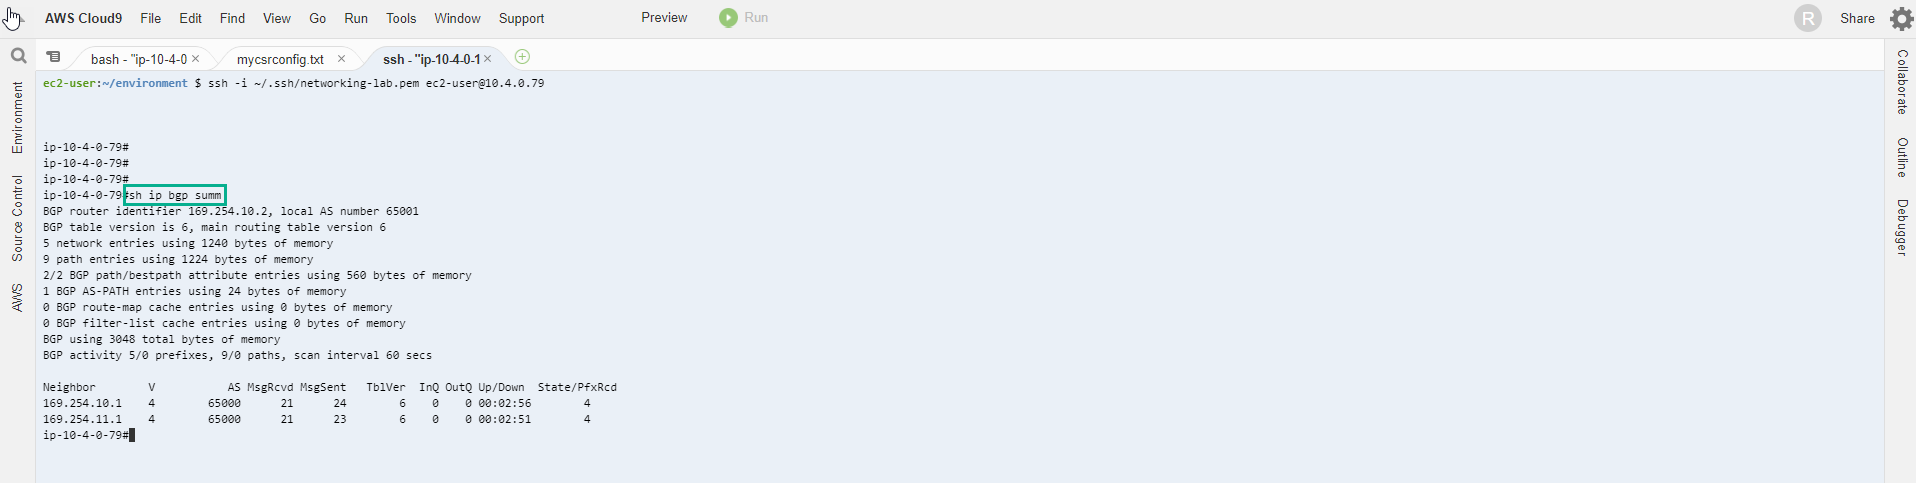 AWS Cloud9 File Edit Find View Go Run Tools Window Support Preview Run R Share
bash - "ip-10-4-0 × mycsrconfig.txt × ssh - "ip-10-4-0-1 ×
Environment
Source Control
AWS
ec2-user:~/environment $ ssh -i ~/.ssh/networking-lab.pem ec2-user@10.4.0.79
ip-10-4-0-79#
ip-10-4-0-79#
ip-10-4-0-79#
ip-10-4-0-79#sh ip bgp summ
BGP router identifier 169.254.10.2, local AS number 65001
BGP table version is 6, main routing table version 6
5 network entries using 1240 bytes of memory
9 path entries using 1224 bytes of memory
2/2 BGP path/bestpath attribute entries using 560 bytes of memory
1 BGP AS-PATH entries using 24 bytes of memory
0 BGP route-map cache entries using 0 bytes of memory
0 BGP filter-list cache entries using 0 bytes of memory
BGP using 3048 total bytes of memory
BGP activity 5/0 prefixes, 9/0 paths, scan interval 60 secs
Neighbor V AS MsgRcvd MsgSent TblVer InQ OutQ Up/Down State/PfxRcd
169.254.10.1 4 65000 21 24 6 0 0 00:02:56 4
169.254.11.1 4 65000 21 23 6 0 0 00:02:51 4
ip-10-4-0-79#
Collaborate
Outline
Debugger